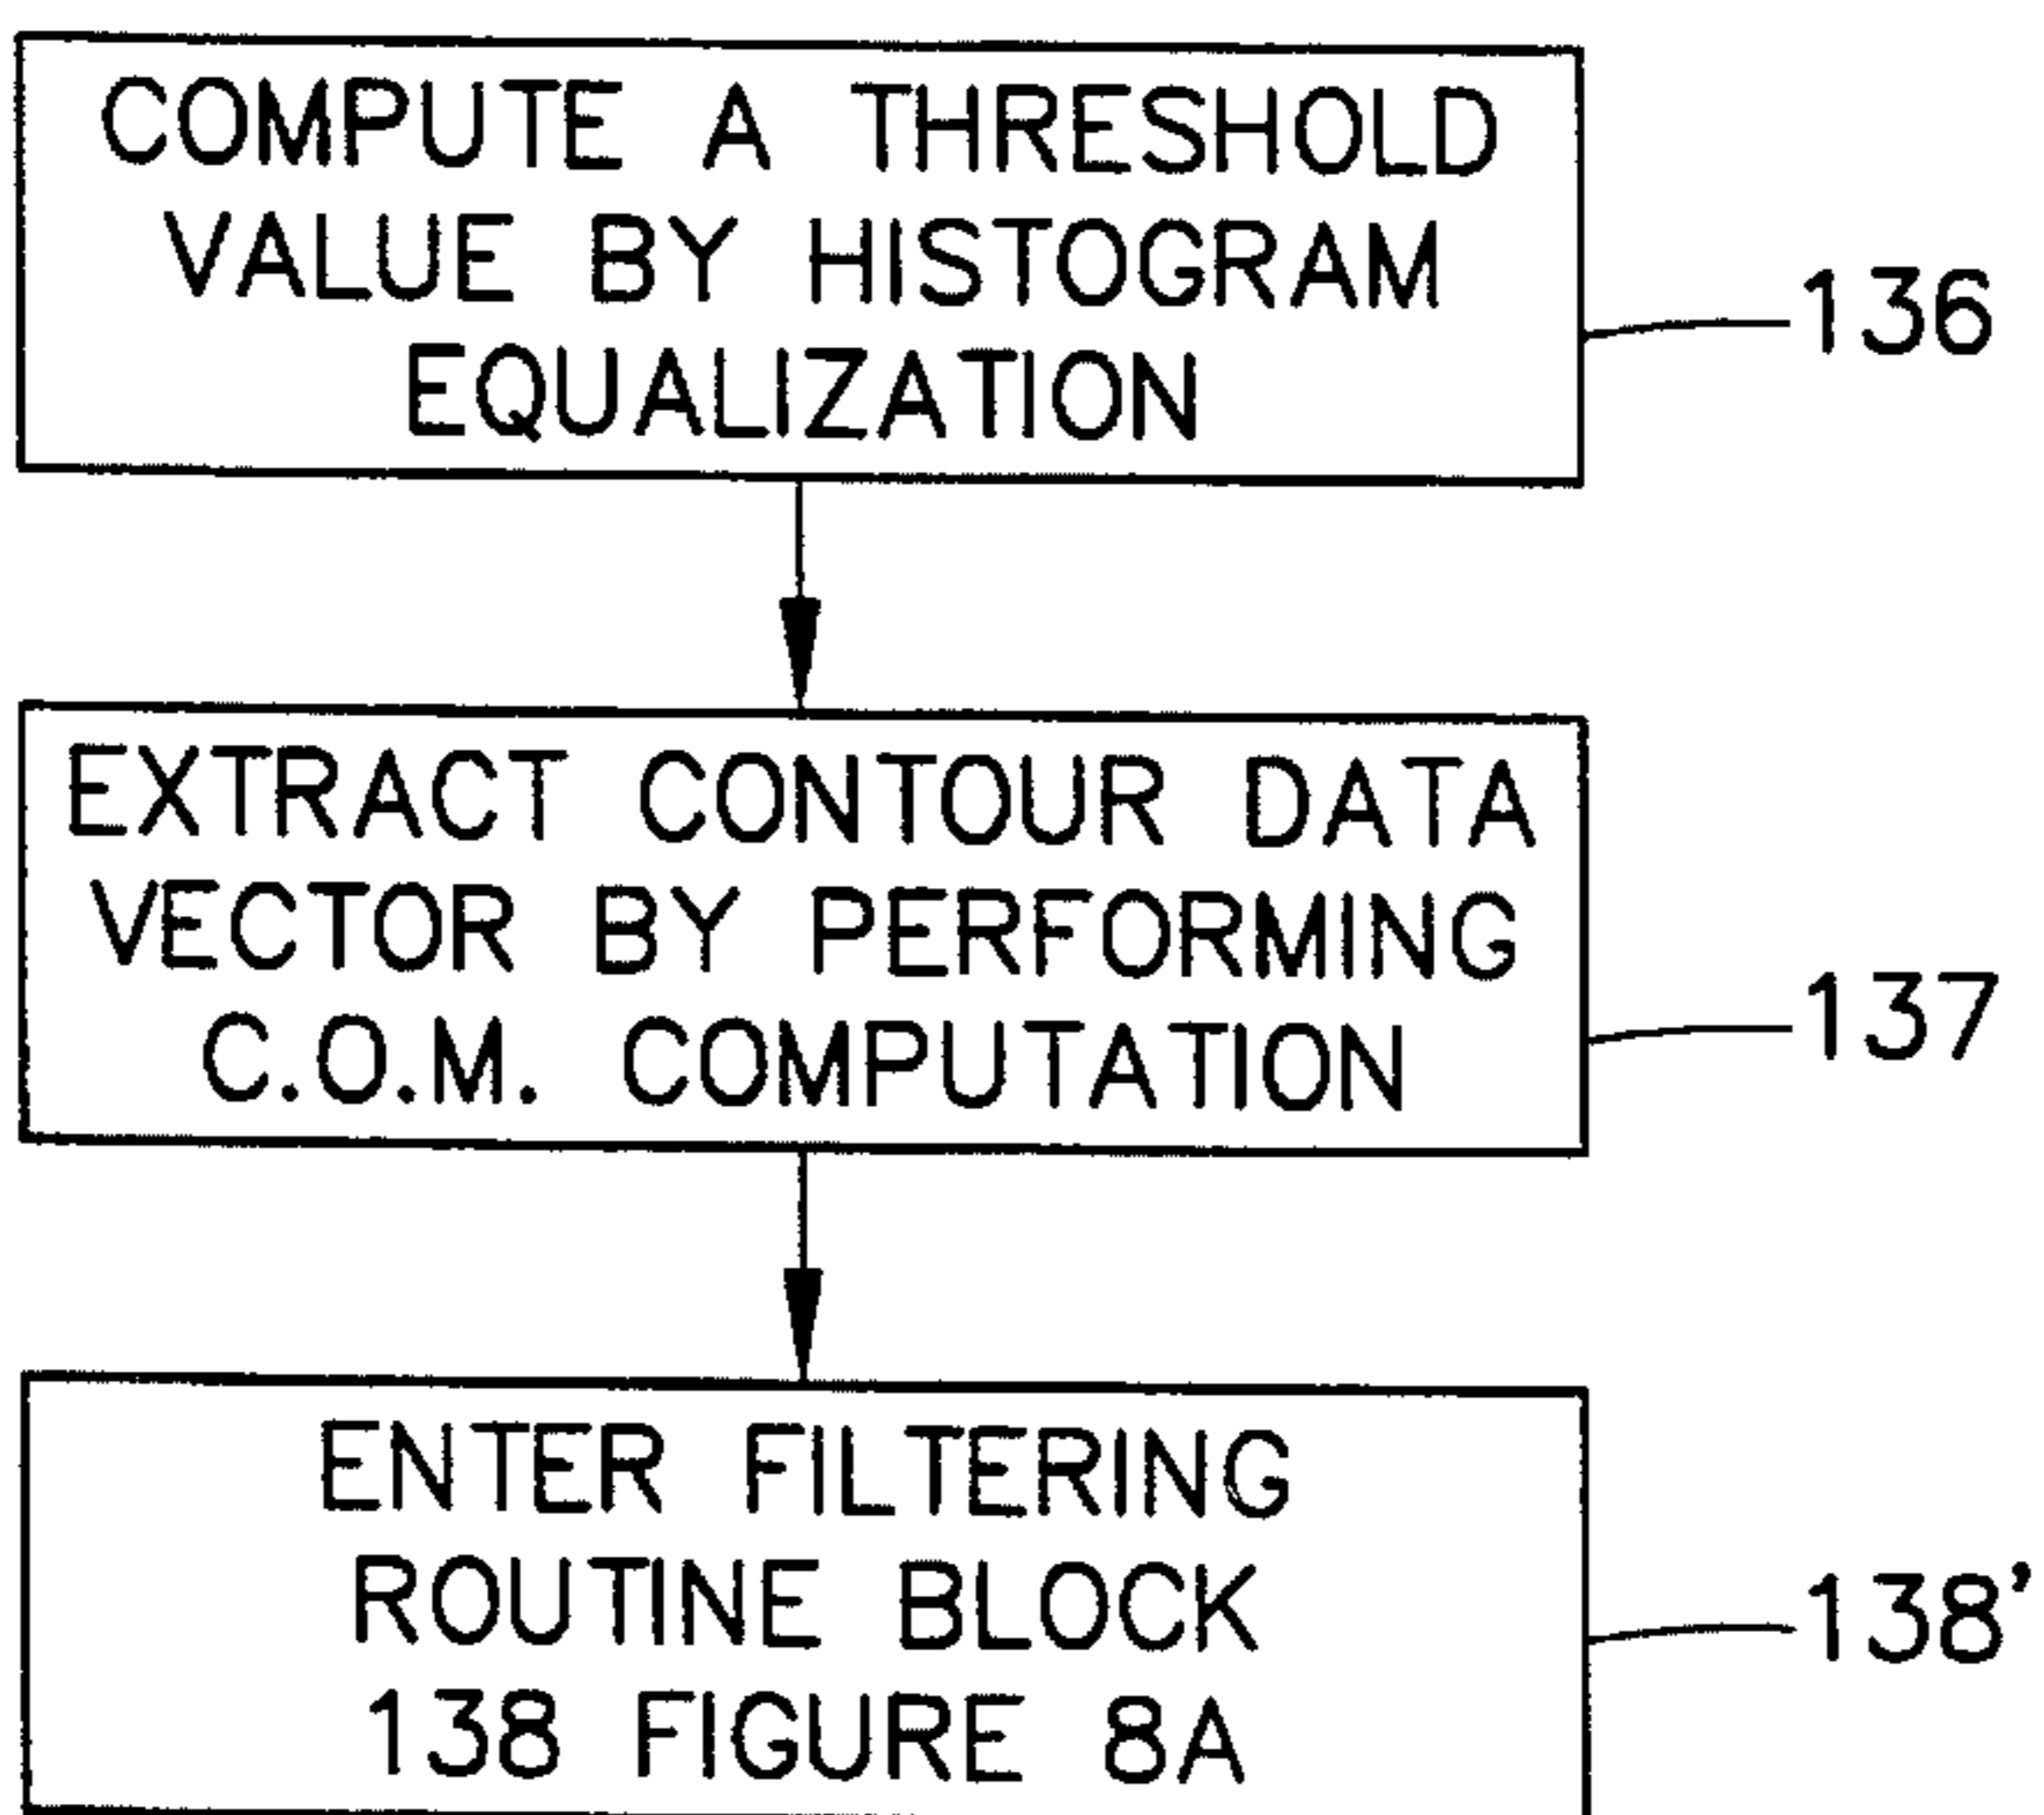 COMPUTE A THRESHOLD
VALUE BY HISTOGRAM
EQUALIZATION
136
EXTRACT CONTOUR DATA
VECTOR BY PERFORMING
C.O.M. COMPUTATION
137
ENTER FILTERING
ROUTINE BLOCK
138 FIGURE 8A
138'